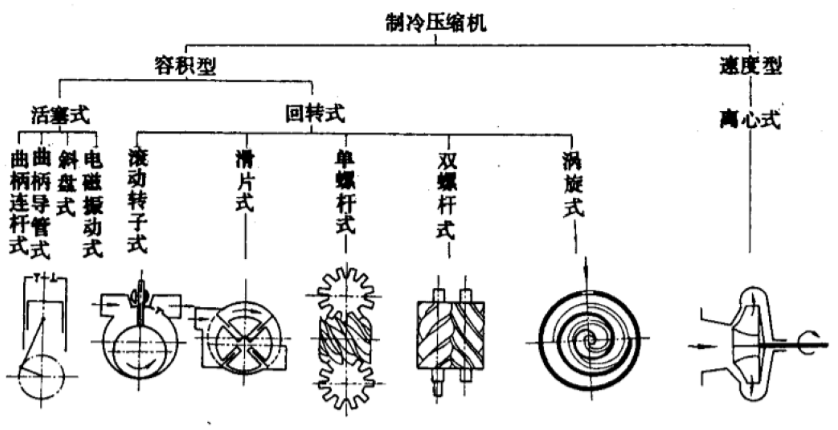 制冷压缩机
容积型
速度型
活塞式
回转式
离心式
曲柄连杆式
曲柄导管式
斜盘式
电磁振动式
滚动转子式
滑片式
单螺杆式
双螺杆式
涡旋式